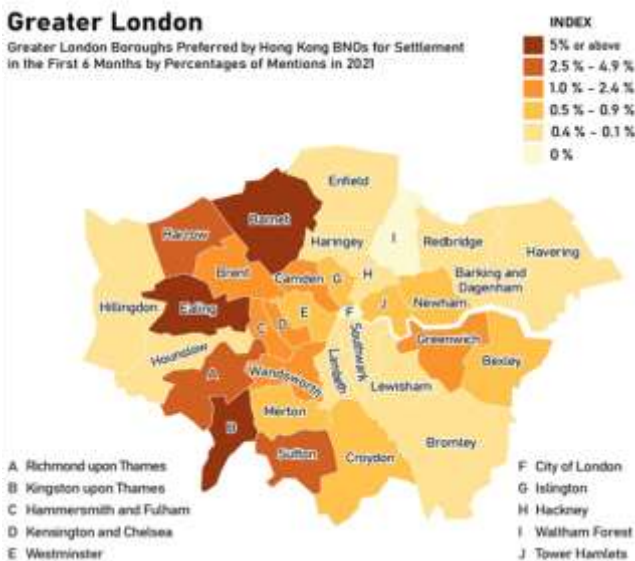 Greater London
Greater London Boroughs Preferred by Hong Kong BNOs for Settlement
in the First 6 Months by Percentages of Mentions in 2021
INDEX
5% or above
2.5 % - 4.9 %
1.0 % - 2.4 %
0.5 % - 0.9 %
0.4 % - 0.1 %
0 %
Enfield
Barnet
Harrow
Haringey
I
Redbridge
Havering
Brent
Camden
G
H
Barking and
Dagenham
Hillingdon
Ealing
E
J
Newham
C
D
F
Greenwich
Hounslow
Southwark
Bexley
A
Wandsworth
Lambeth
Lewisham
B
Merton
Sutton
Croydon
Bromley
A Richmond upon Thames
B Kingston upon Thames
C Hammersmith and Fulham
D Kensington and Chelsea
E Westminster
F City of London
G Islington
H Hackney
I Waltham Forest
J Tower Hamlets